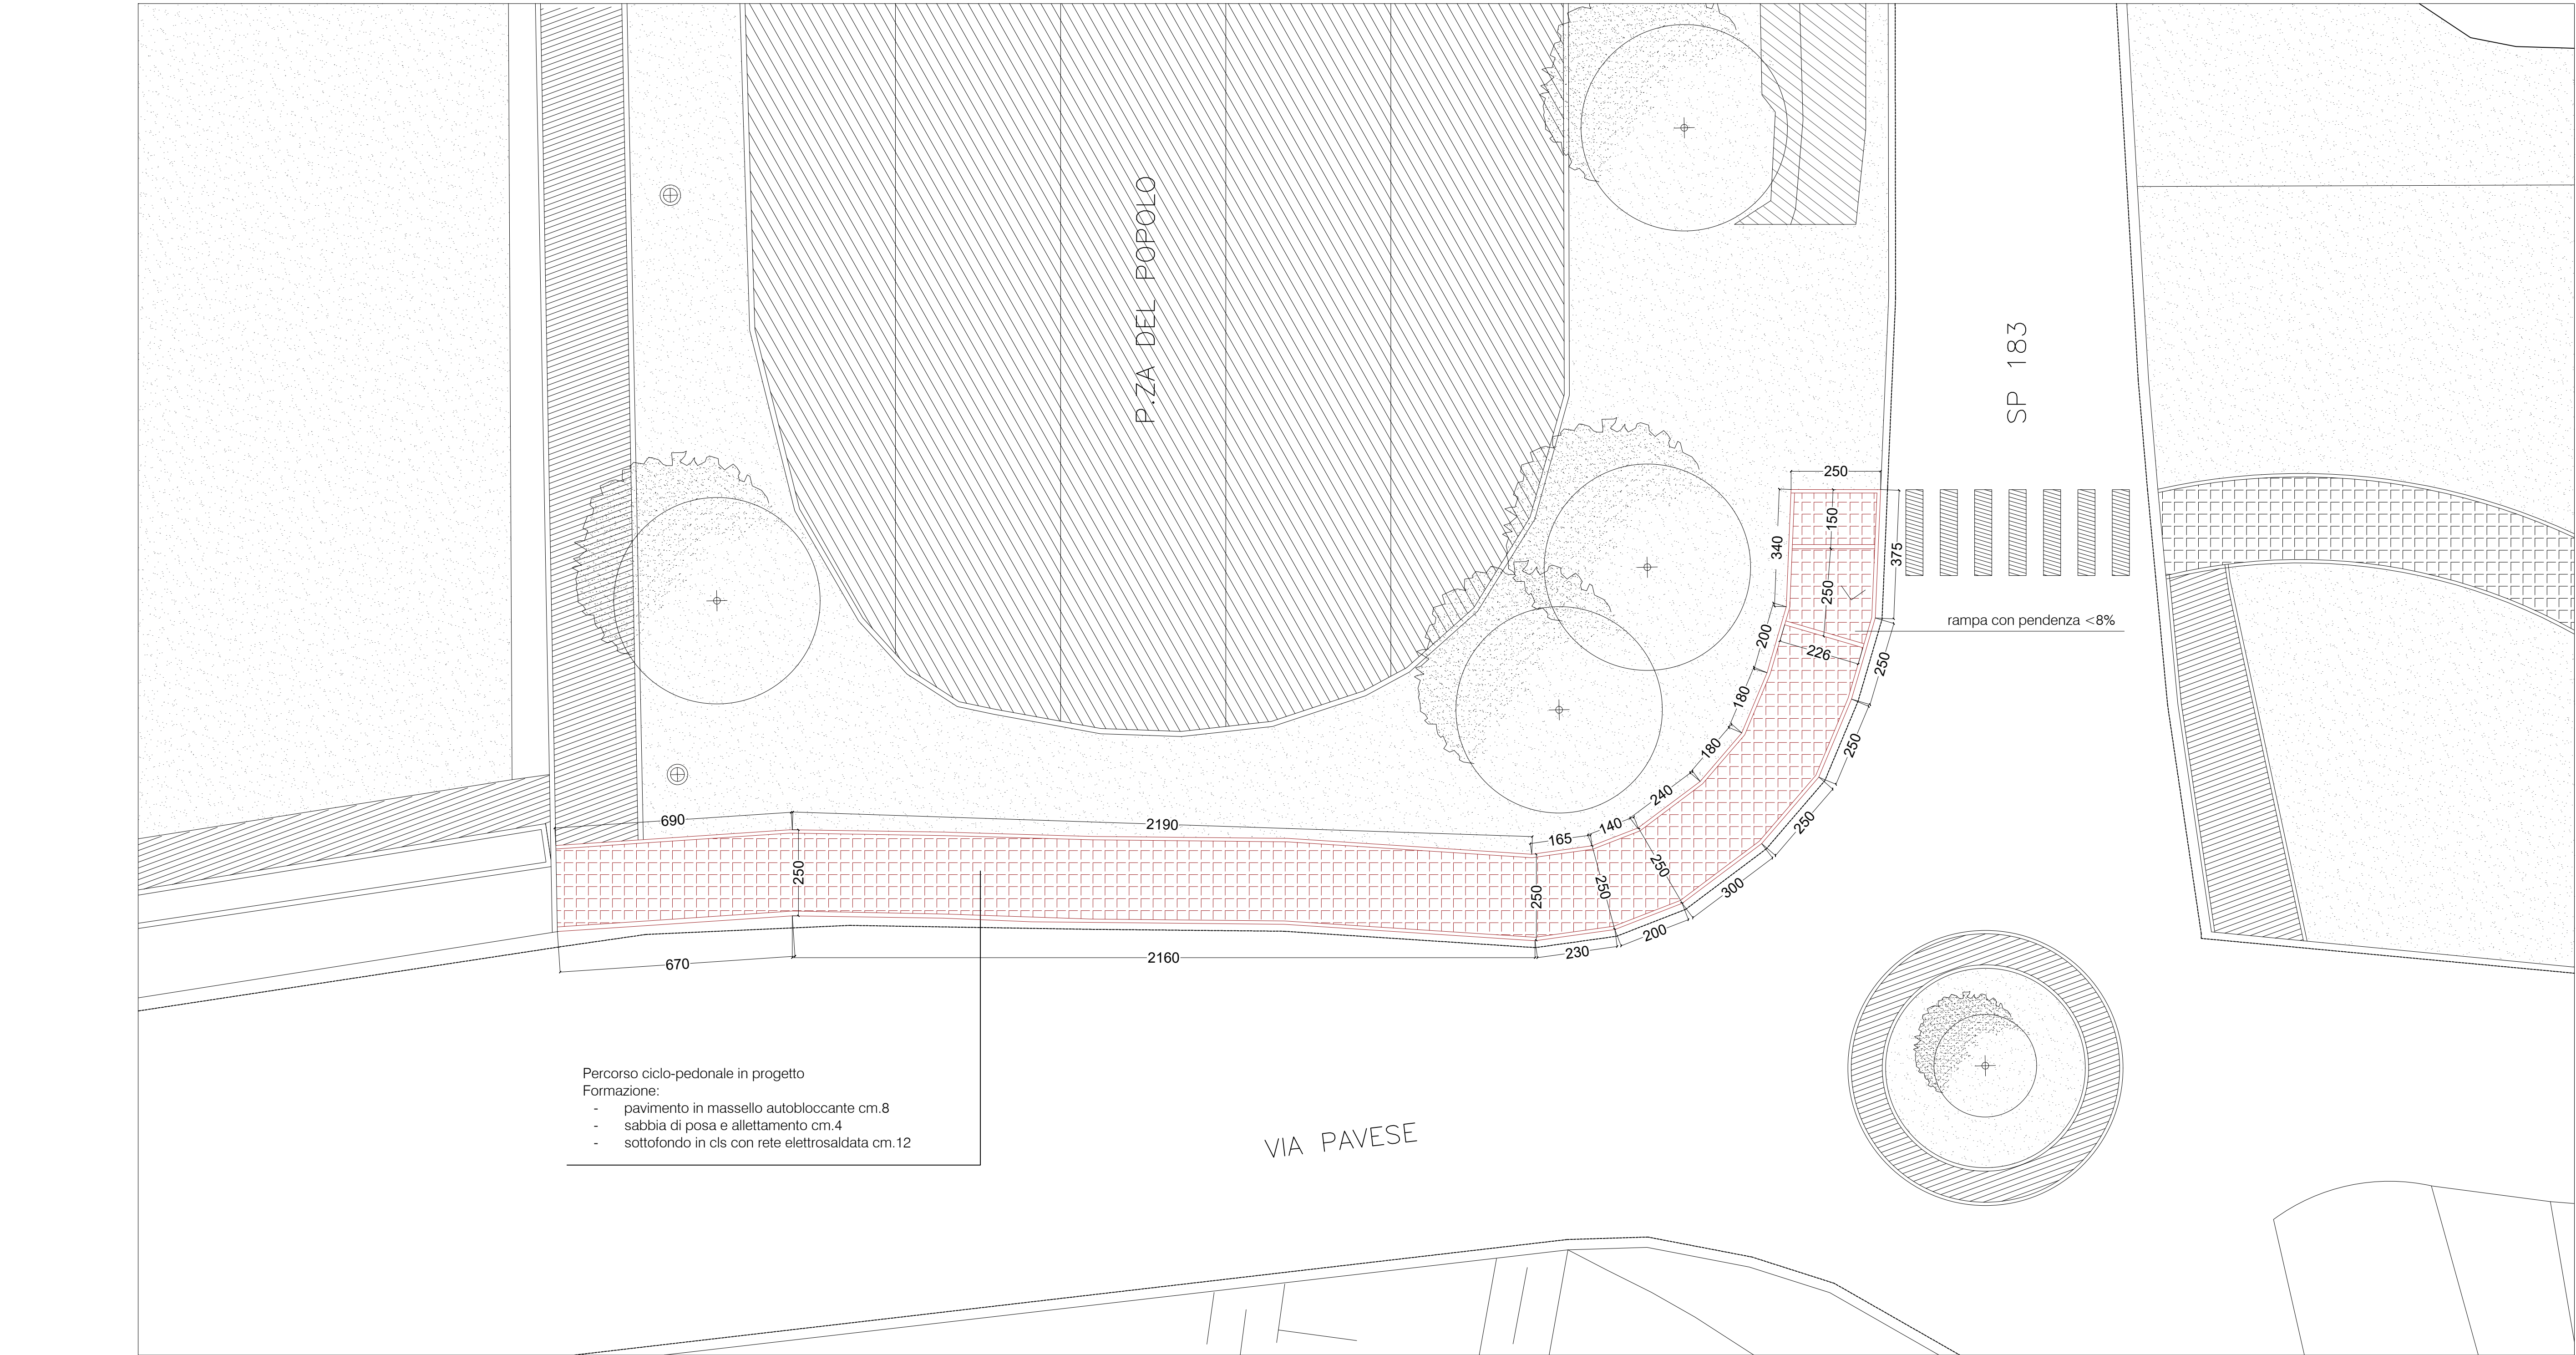 P.ZA DEL POPOLO
SP 183
250
150
340
375
250
rampa con pendenza <8%
200
226
250
180
250
180
240
250
690
2190
165
140
250
250
250
250
300
200
230
670
2160
Percorso ciclo-pedonale in progetto
Formazione:
- pavimento in massello autobloccante cm.8
- sabbia di posa e allettamento cm.4
- sottofondo in cls con rete elettrosaldata cm.12
VIA PAVESE